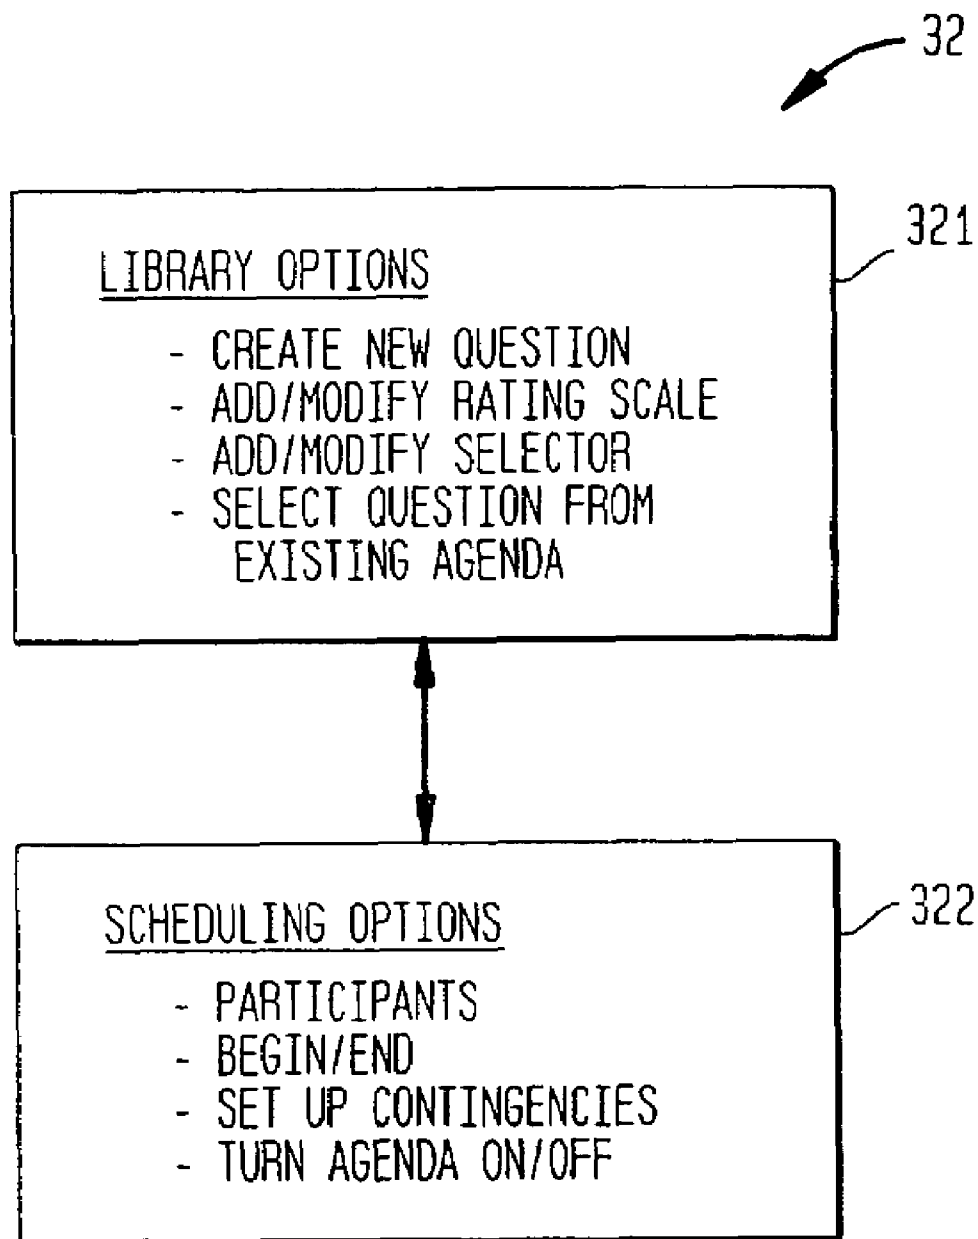 32
321
LIBRARY OPTIONS
- CREATE NEW QUESTION
- ADD/MODIFY RATING SCALE
- ADD/MODIFY SELECTOR
- SELECT QUESTION FROM
EXISTING AGENDA
322
SCHEDULING OPTIONS
- PARTICIPANTS
- BEGIN/END
- SET UP CONTINGENCIES
- TURN AGENDA ON/OFF